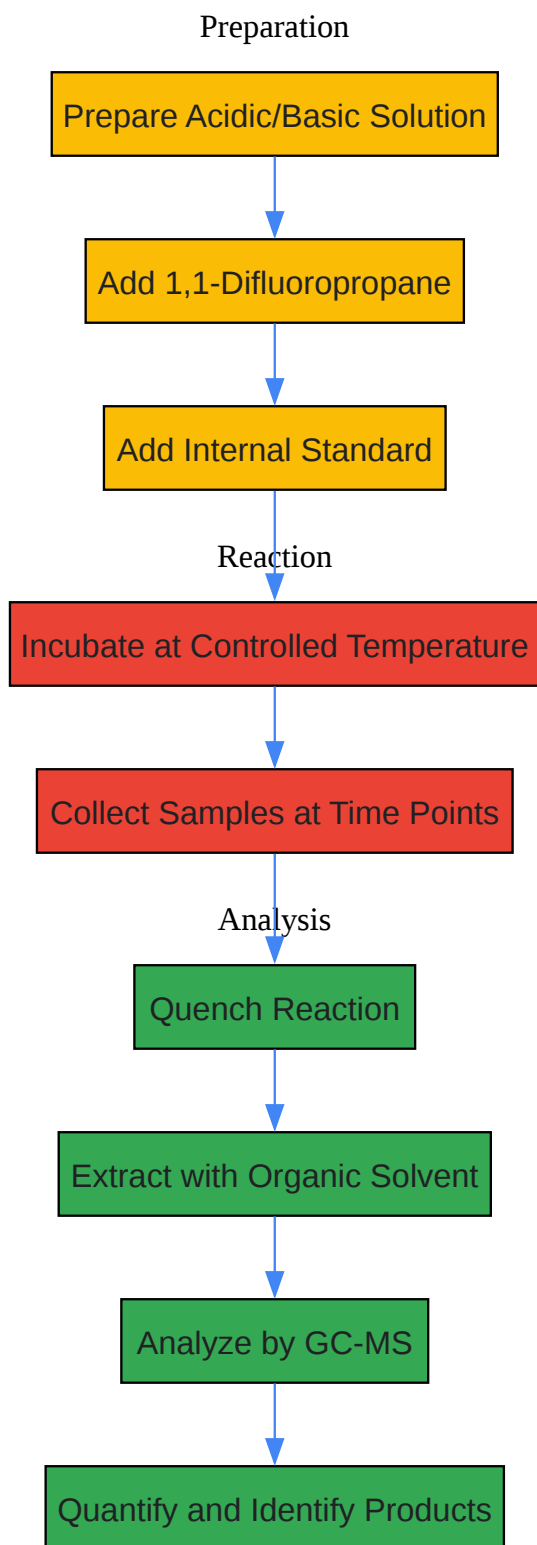 Preparation
Prepare Acidic/Basic Solution
Add 1,1-Difluoropropane
Add Internal Standard
Reaction
Incubate at Controlled Temperature
Collect Samples at Time Points
Analysis
Quench Reaction
Extract with Organic Solvent
Analyze by GC-MS
Quantify and Identify Products